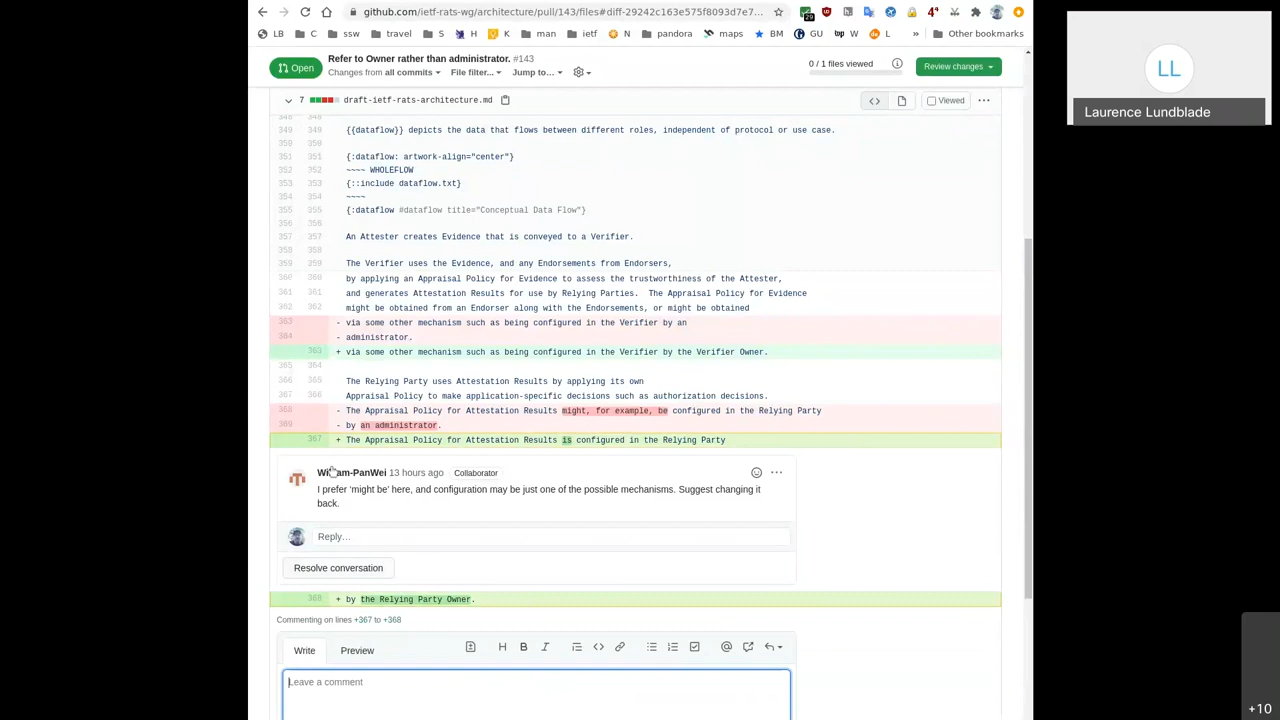 github.com/ietf-rats-wg/architecture/pull/143/files#diff-29242c163e575f8093d7e7...
29
4°
LB
C
ssw
travel
S
H
K
man
ietf
N
pandora
maps
BM
GU
W
wp
L
»
Other bookmarks
Open
Refer to Owner rather than administrator. #143
Changes from all commits
File filter...
Jump to...
0 / 1 files viewed
Review changes
7
draft-ietf-rats-architecture.md
Viewed
348 348
349 349 {{dataflow}} depicts the data that flows between different roles, independent of protocol or use case.
350 350
351 351 {:dataflow: artwork-align="center"}
352 352 ~~~~ WHOLEFLOW
353 353 {::include dataflow.txt}
354 354 ~~~~
355 355 {:dataflow #dataflow title="Conceptual Data Flow"}
356 356
357 357 An Attester creates Evidence that is conveyed to a Verifier.
358 358
359 359 The Verifier uses the Evidence, and any Endorsements from Endorsers,
360 360 by applying an Appraisal Policy for Evidence to assess the trustworthiness of the Attester,
361 361 and generates Attestation Results for use by Relying Parties. The Appraisal Policy for Evidence
362 362 might be obtained from an Endorser along with the Endorsements, or might be obtained
363 - via some other mechanism such as being configured in the Verifier by an
364 - administrator.
363 + via some other mechanism such as being configured in the Verifier by the Verifier Owner.
365 364
366 365 The Relying Party uses Attestation Results by applying its own
367 366 Appraisal Policy to make application-specific decisions such as authorization decisions.
368 - The Appraisal Policy for Attestation Results might, for example, be configured in the Relying Party
369 - by an administrator.
367 + The Appraisal Policy for Attestation Results is configured in the Relying Party
William-PanWei 13 hours ago Collaborator
I prefer 'might be' here, and configuration may be just one of the possible mechanisms. Suggest changing it
back.
Reply...
Resolve conversation
368 + by the Relying Party Owner.
Commenting on lines +367 to +368
Write
Preview
Leave a comment
LL
Laurence Lundblade
+10